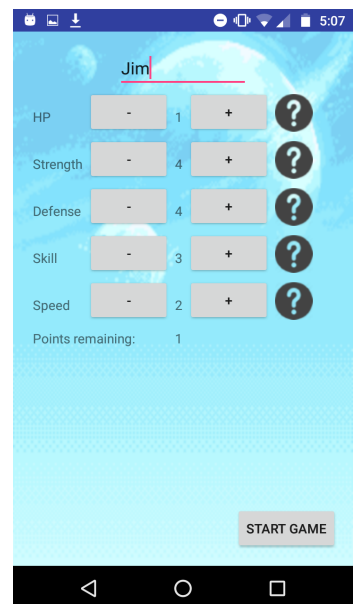 5:07
Jim
HP - 1 + ?
Strength - 4 + ?
Defense - 4 + ?
Skill - 3 + ?
Speed - 2 + ?
Points remaining: 1
START GAME